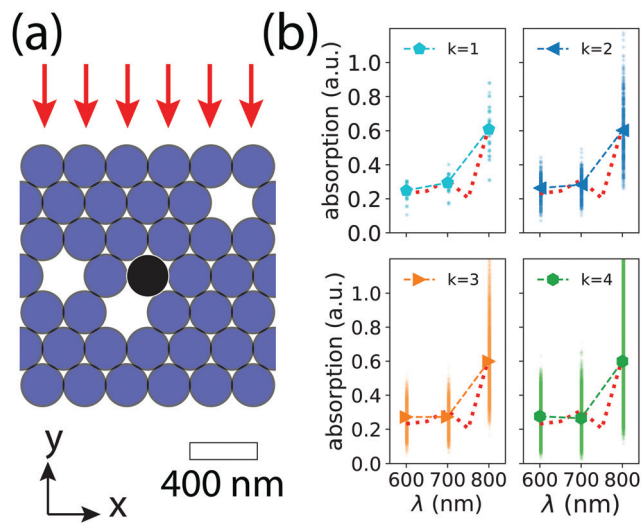 (a)
(b)
y
x
400 nm
absorption (a.u.)
1.0
0.8
0.6
0.4
0.2
0.0
k=1
k=2
absorption (a.u.)
1.0
0.8
0.6
0.4
0.2
0.0
k=3
k=4
600 700 800
600 700 800
λ (nm)
λ (nm)